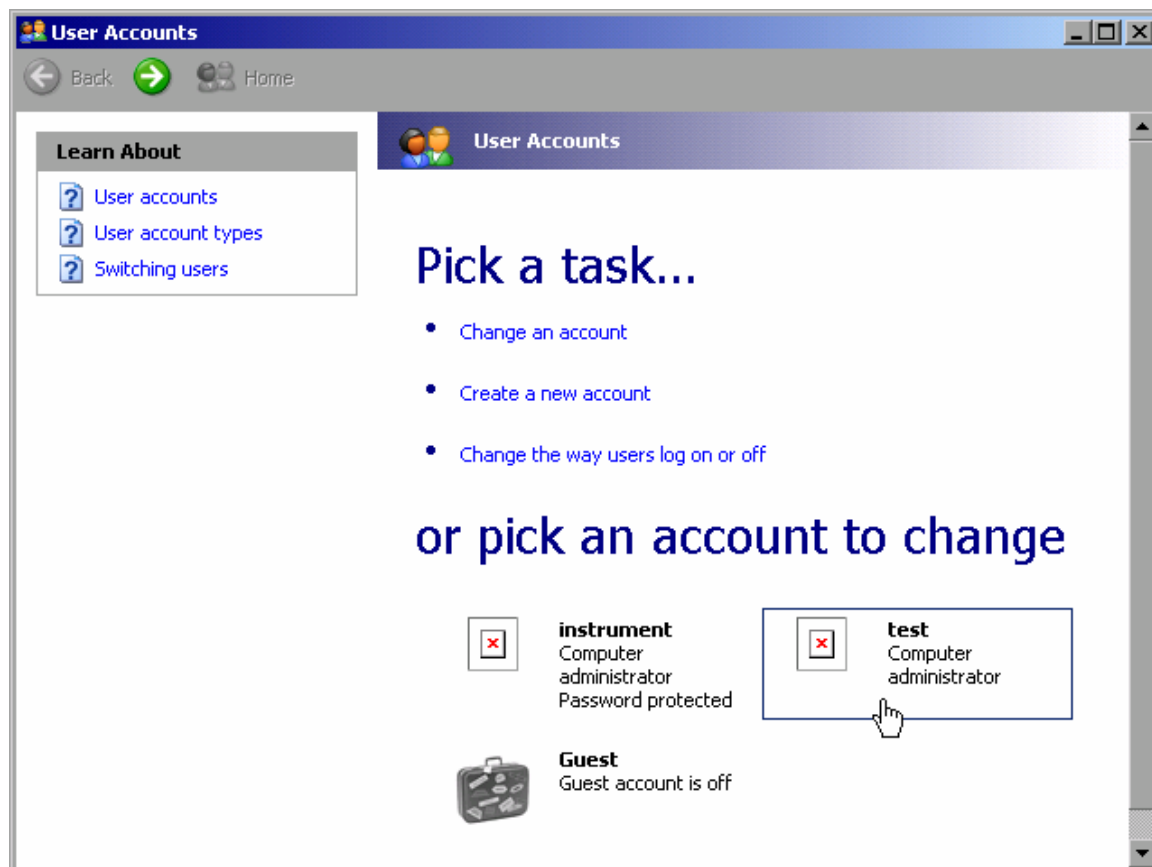 User Accounts
Back
Home
Learn About
User accounts
User account types
Switching users
User Accounts
Pick a task...
Change an account
Create a new account
Change the way users log on or off
or pick an account to change
instrument
Computer
administrator
Password protected
test
Computer
administrator
Guest
Guest account is off